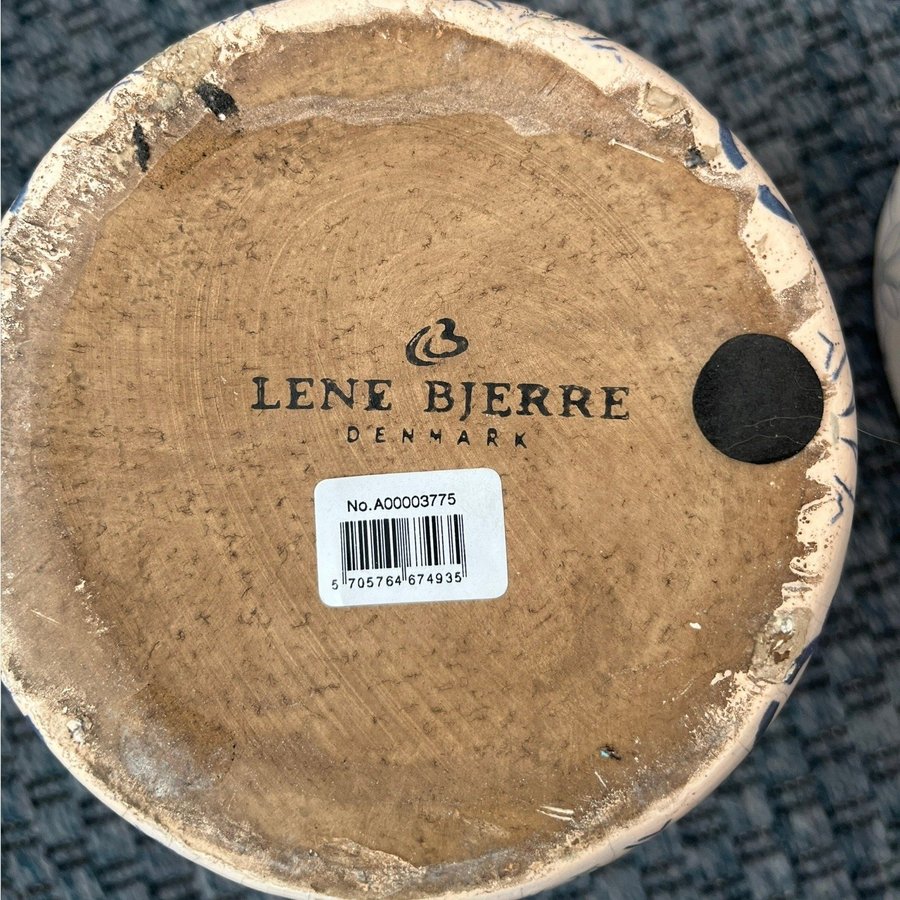 LENE BJERRE
DENMARK
No.A00003775
5 705764 674935